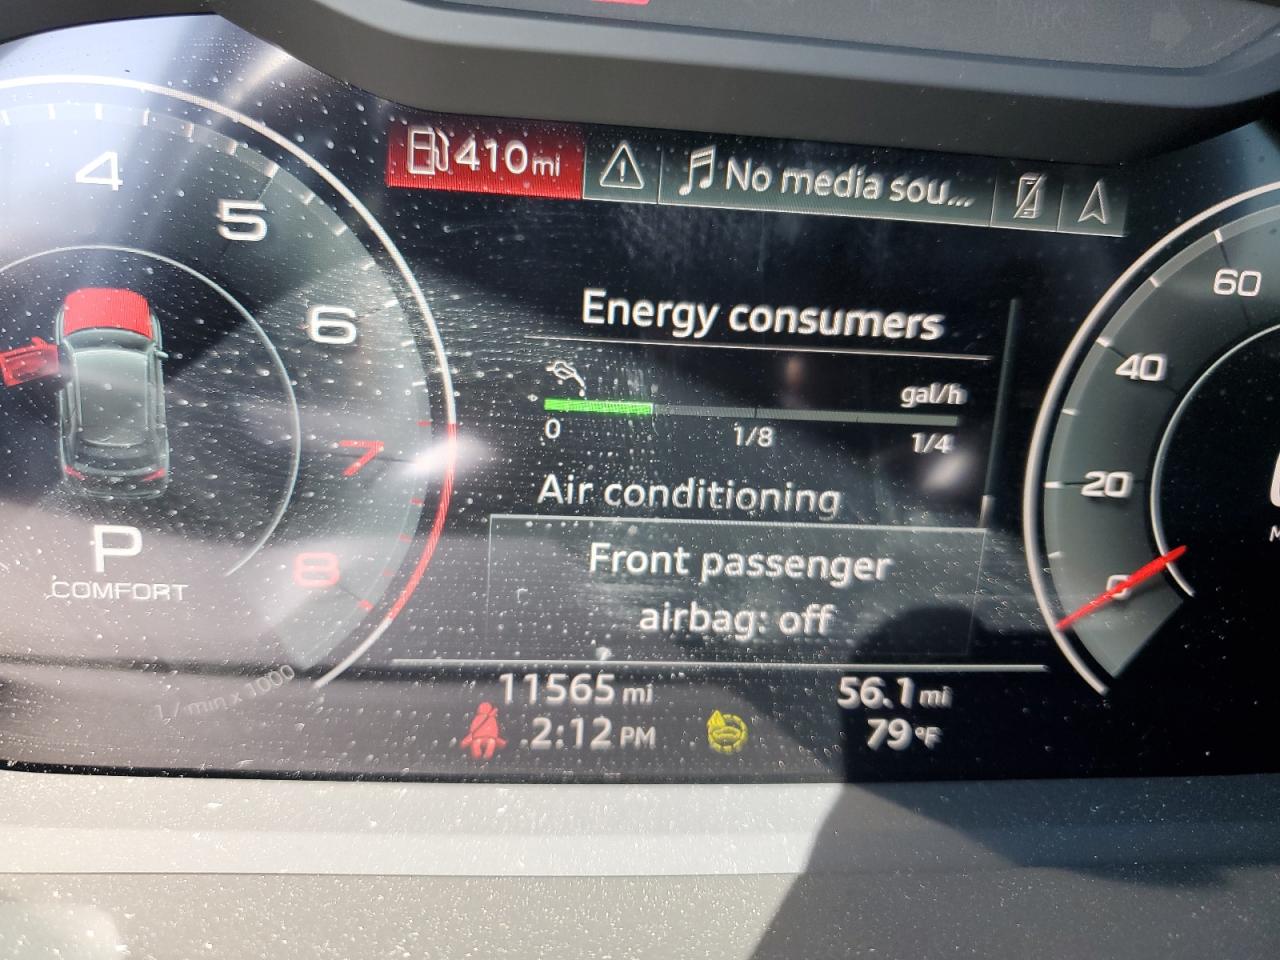 410 mi
No media sou...
4
5
6
7
8
1/min x 1000
P
COMFORT
Energy consumers
gal/h
0 1/8 1/4
Air conditioning
Front passenger
airbag: off
11565 mi 56.1 mi
2:12 PM 79 °F
60
40
20
0